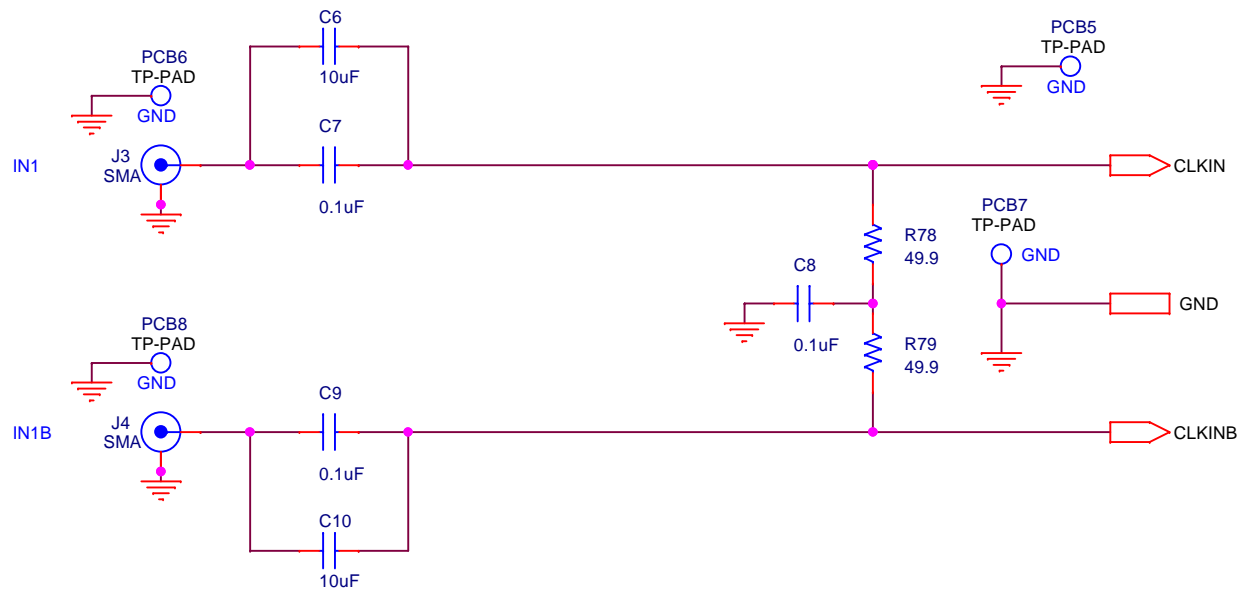 C6
10uF
PCB6
TP-PAD
GND
PCB5
TP-PAD
GND
C7
0.1uF
IN1
J3
SMA
CLKIN
R78
49.9
PCB7
TP-PAD
GND
C8
0.1uF
GND
R79
49.9
PCB8
TP-PAD
GND
C9
0.1uF
IN1B
J4
SMA
CLKINB
C10
10uF